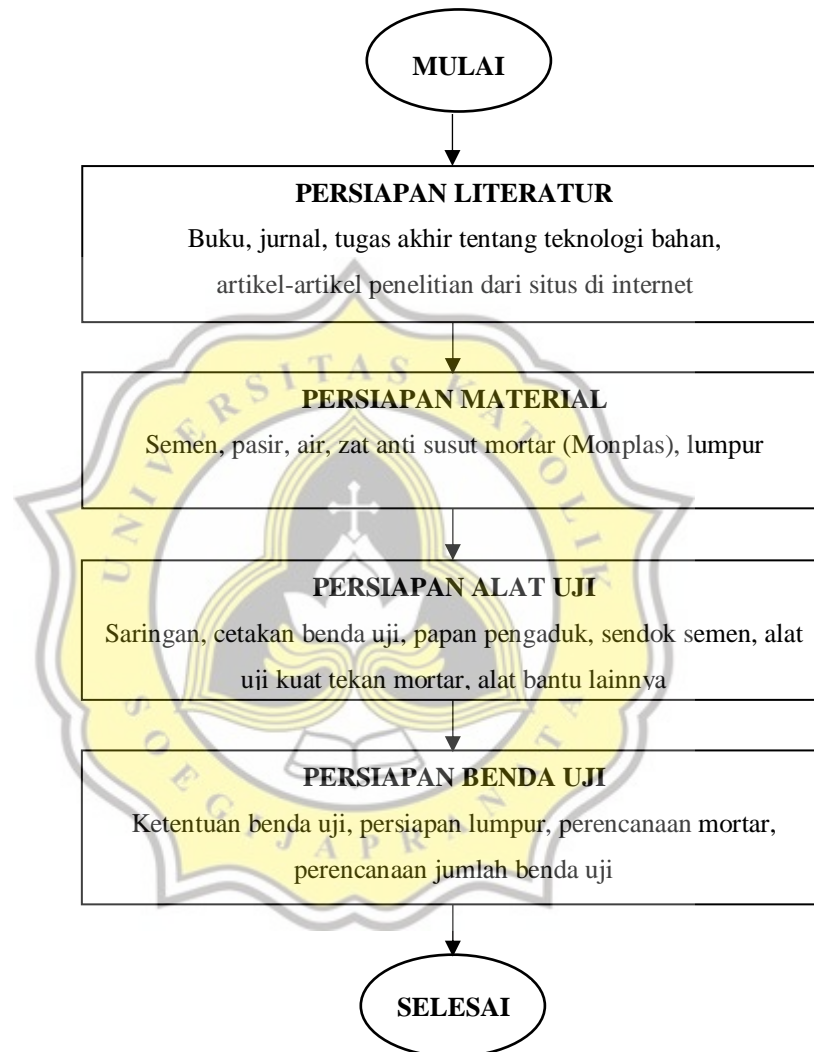 MULAI
PERSIAPAN LITERATUR
Buku, jurnal, tugas akhir tentang teknologi bahan,
artikel-artikel penelitian dari situs di internet
PERSIAPAN MATERIAL
Semen, pasir, air, zat anti susut mortar (Monplas), lumpur
PERSIAPAN ALAT UJI
Saringan, cetakan benda uji, papan pengaduk, sendok semen, alat
uji kuat tekan mortar, alat bantu lainnya
PERSIAPAN BENDA UJI
Ketentuan benda uji, persiapan lumpur, perencanaan mortar,
perencanaan jumlah benda uji
SELESAI
UNIVERSITAS KATOLIK
SOEGIJAPRANATA